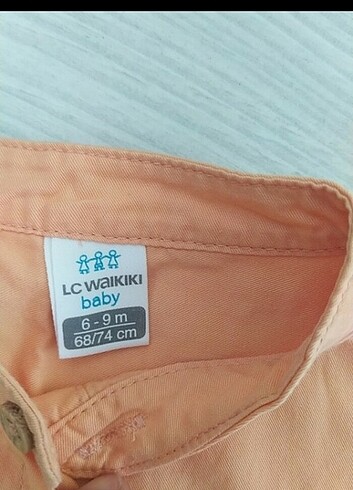 LC WAIKIKI
baby
6 - 9 m
68/74 cm